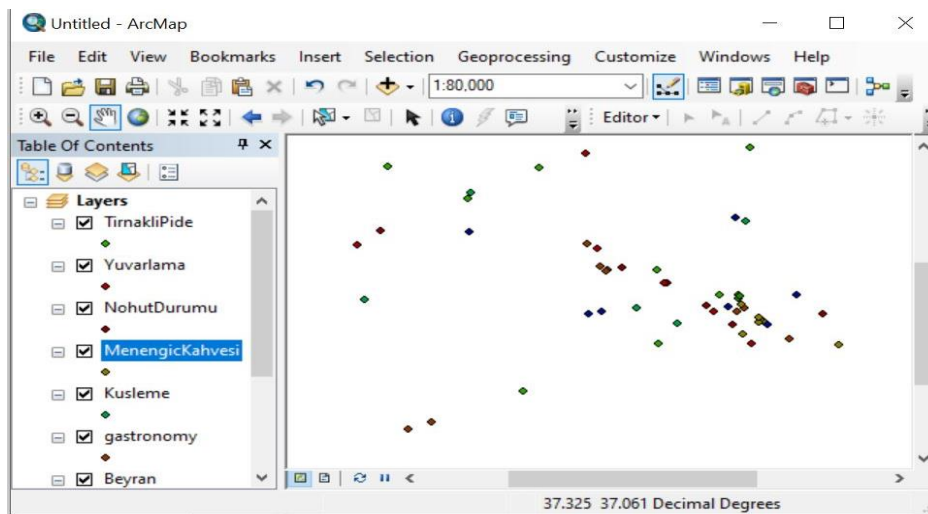 Untitled - ArcMap
File Edit View Bookmarks Insert Selection Geoprocessing Customize Windows Help
1:80,000
Editor
Table Of Contents
Layers
TirnakliPide
Yuvarlama
NohutDurumu
MenengicKahvesi
Kusleme
gastronomy
Beyran
37.325 37.061 Decimal Degrees